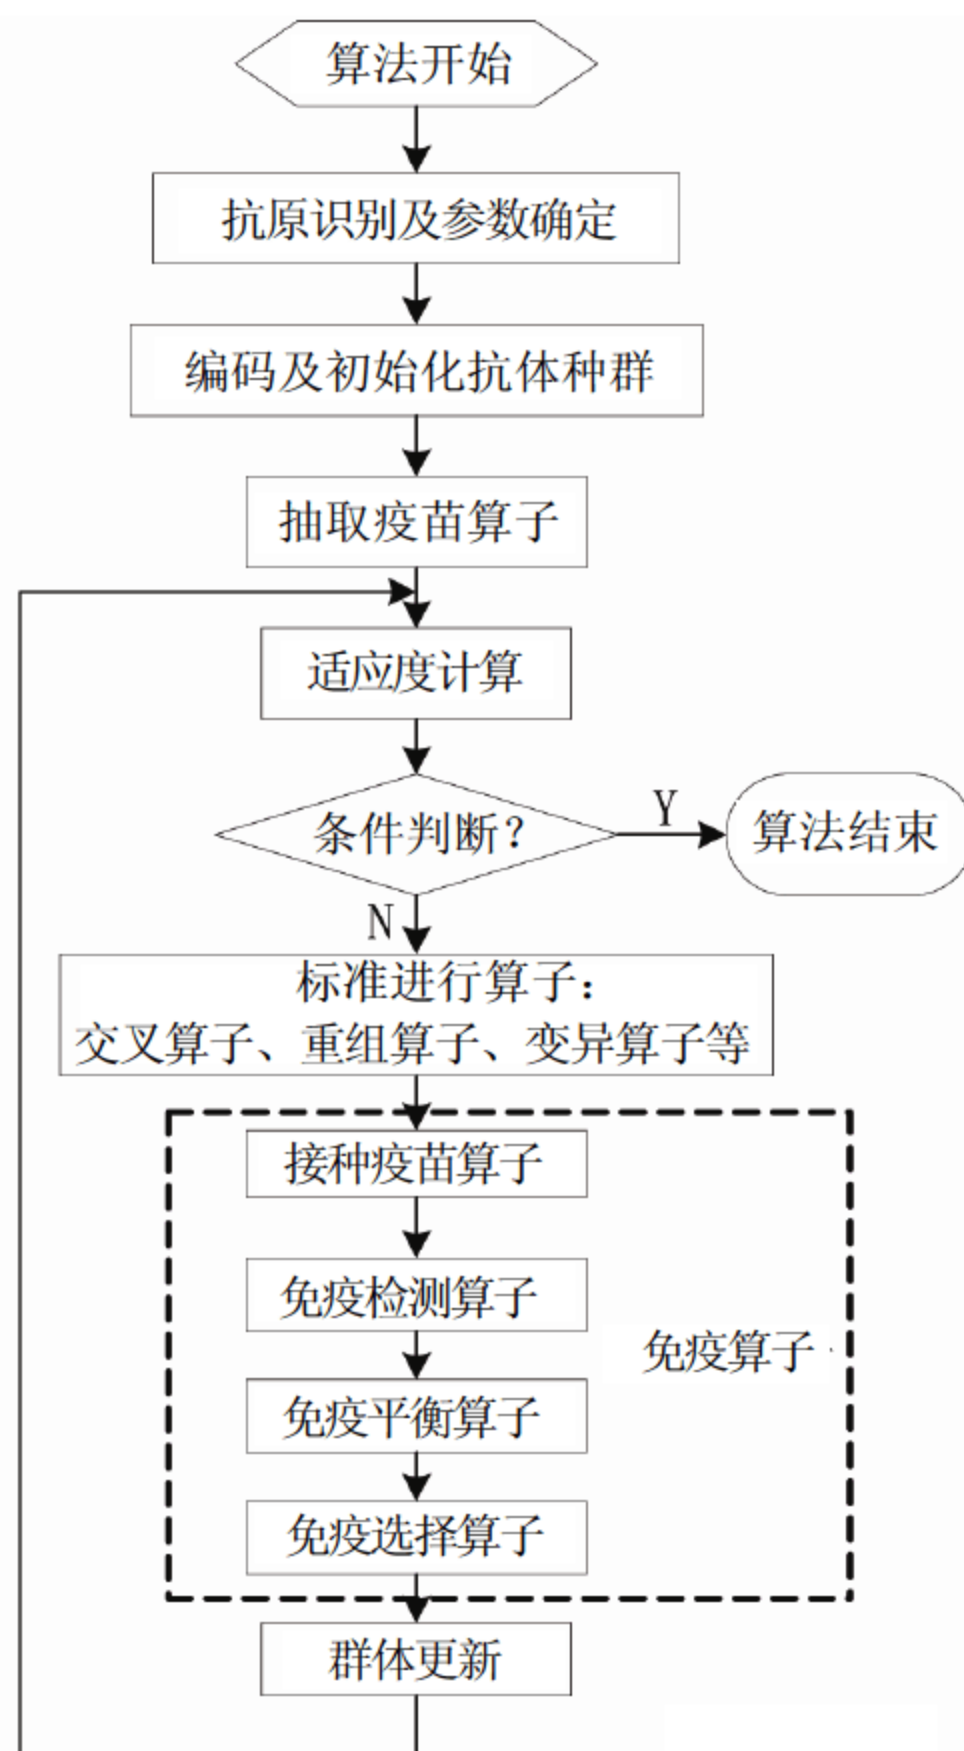 算法开始
抗原识别及参数确定
编码及初始化抗体种群
抽取疫苗算子
适应度计算
条件判断?
Y
算法结束
N
标准进行算子:
交叉算子、重组算子、变异算子等
接种疫苗算子
免疫检测算子
免疫算子
免疫平衡算子
免疫选择算子
群体更新